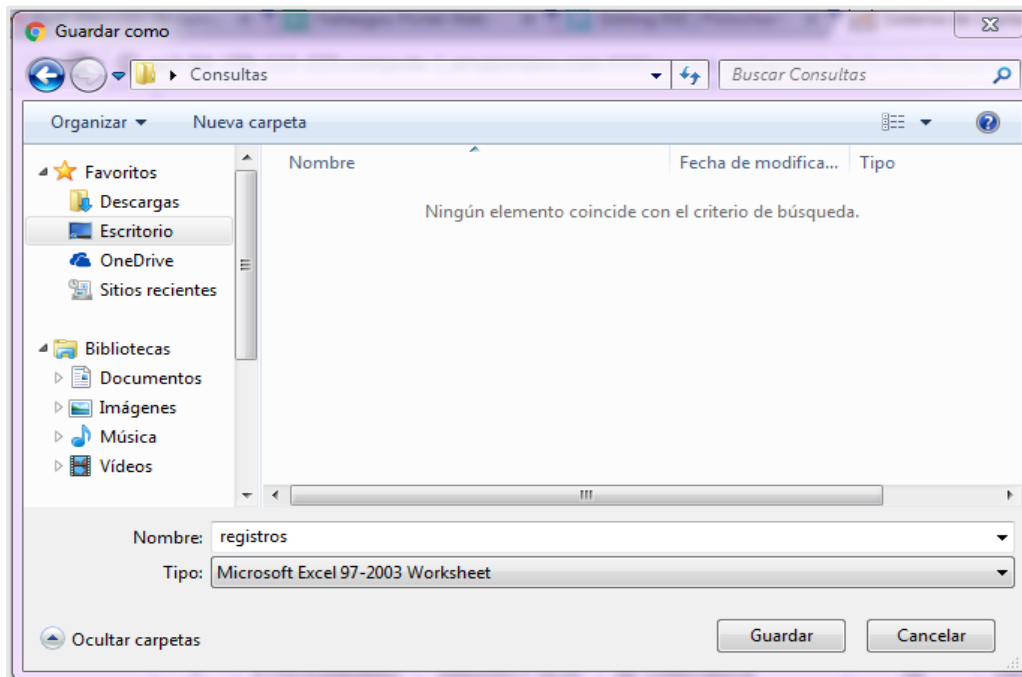 Guardar como
Consultas
Buscar Consultas
Organizar
Nueva carpeta
Nombre
Fecha de modifica...
Tipo
Favoritos
Descargas
Ningún elemento coincide con el criterio de búsqueda.
Escritorio
OneDrive
Sitios recientes
Bibliotecas
Documentos
Imágenes
Música
Vídeos
Nombre: registros
Tipo: Microsoft Excel 97-2003 Worksheet
Ocultar carpetas
Guardar
Cancelar